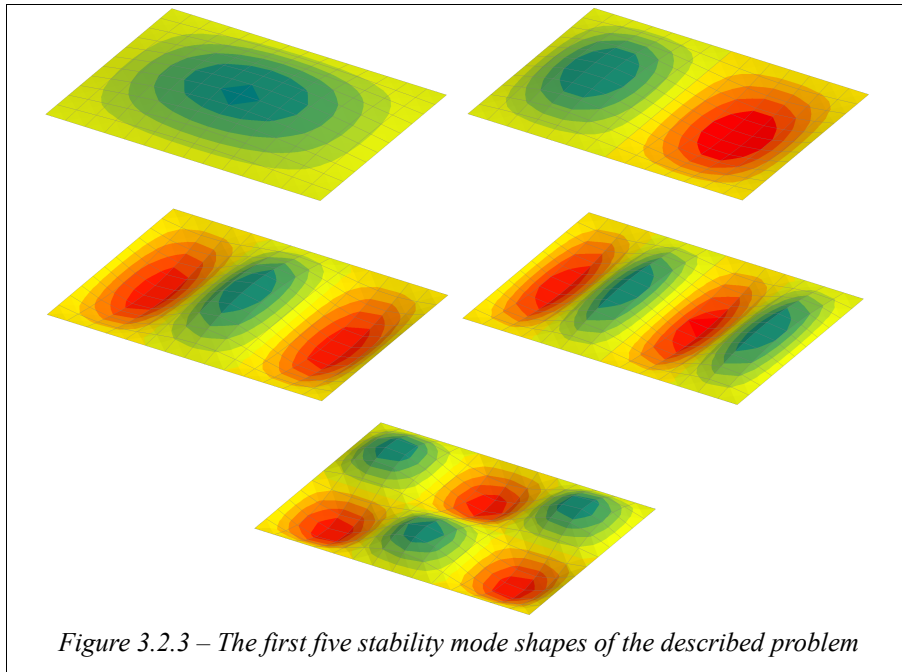 Figure 3.2.3 – The first five stability mode shapes of the described problem